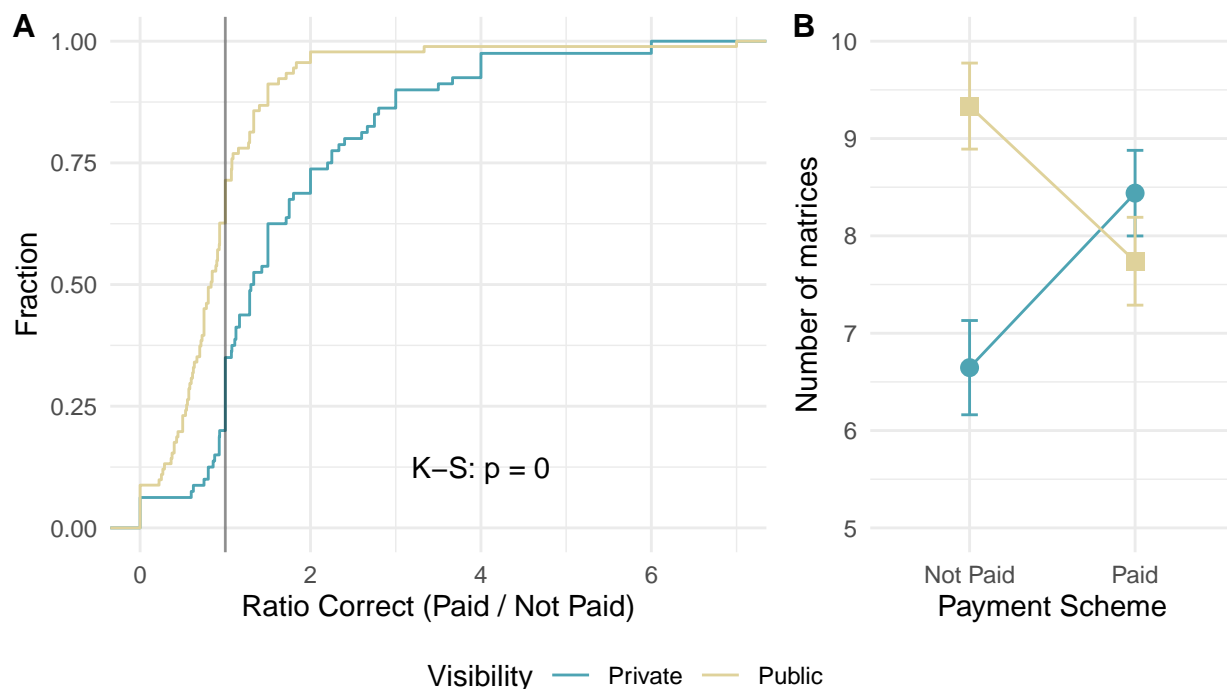 A
1.00
0.75
0.50
0.25
0.00
Fraction
K−S: p = 0
0 2 4 6
Ratio Correct (Paid / Not Paid)
B
10
9
8
7
6
5
Number of matrices
Not Paid Paid
Payment Scheme
Visibility Private Public